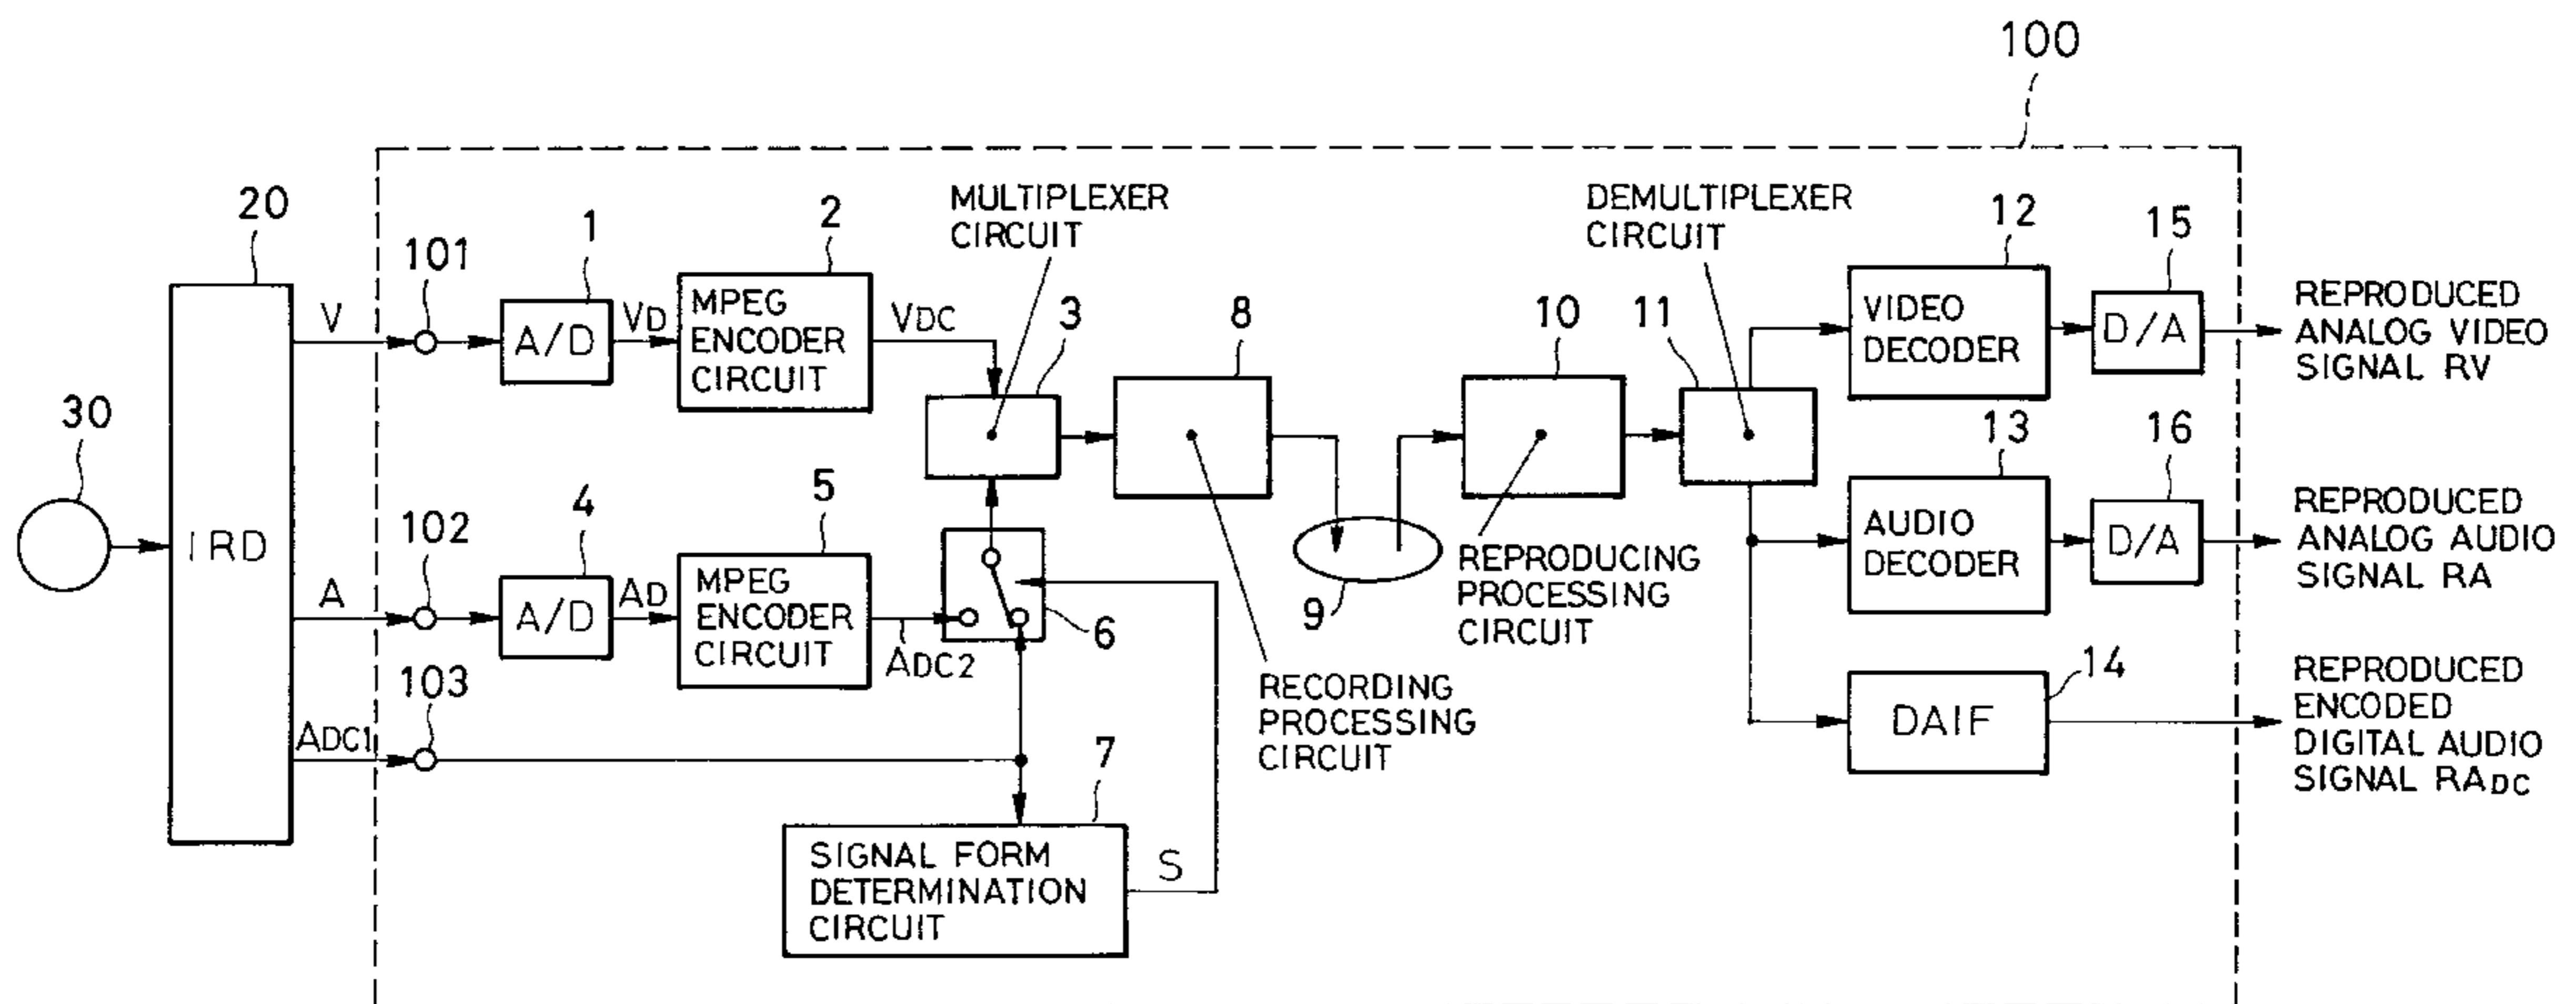 100
20
101
1
2
MULTIPLEXER
CIRCUIT
DEMULTIPLEXER
CIRCUIT
12
15
V
A/D
VD
MPEG
ENCODER
CIRCUIT
VDC
3
8
10
11
VIDEO
DECODER
D/A
REPRODUCED
ANALOG VIDEO
SIGNAL RV
30
IRD
102
4
5
13
16
A
A/D
AD
MPEG
ENCODER
CIRCUIT
ADC2
6
9
REPRODUCING
PROCESSING
CIRCUIT
AUDIO
DECODER
D/A
REPRODUCED
ANALOG AUDIO
SIGNAL RA
103
ADC1
RECORDING
PROCESSING
CIRCUIT
14
DAIF
REPRODUCED
ENCODED
DIGITAL AUDIO
SIGNAL RADC
7
SIGNAL FORM
DETERMINATION
CIRCUIT
S